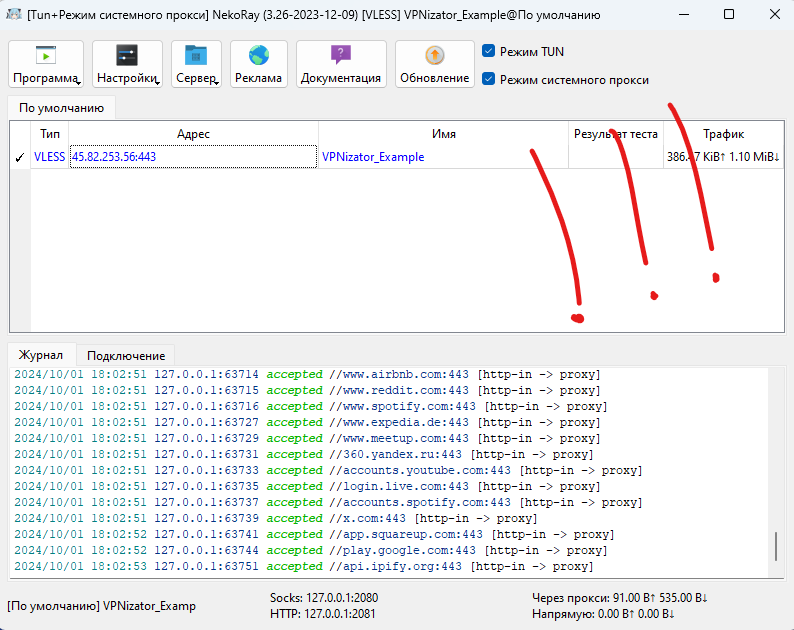 [Tun+Режим системного прокси] NekoRay (3.26-2023-12-09) [VLESS] VPNizator_Example@По умолчанию
Программа Настройки Сервер Реклама Документация Обновление
Режим TUN
Режим системного прокси
По умолчанию
Тип Адрес Имя Результат теста Трафик
✓ VLESS 45.82.253.56:443 VPNizator_Example 386.47 KiB↑ 1.10 MiB↓
Журнал Подключение
2024/10/01 18:02:51 127.0.0.1:63714 accepted //www.airbnb.com:443 [http-in -> proxy]
2024/10/01 18:02:51 127.0.0.1:63715 accepted //www.reddit.com:443 [http-in -> proxy]
2024/10/01 18:02:51 127.0.0.1:63716 accepted //www.spotify.com:443 [http-in -> proxy]
2024/10/01 18:02:51 127.0.0.1:63727 accepted //www.expedia.de:443 [http-in -> proxy]
2024/10/01 18:02:51 127.0.0.1:63729 accepted //www.meetup.com:443 [http-in -> proxy]
2024/10/01 18:02:51 127.0.0.1:63731 accepted //360.yandex.ru:443 [http-in -> proxy]
2024/10/01 18:02:51 127.0.0.1:63733 accepted //accounts.youtube.com:443 [http-in -> proxy]
2024/10/01 18:02:51 127.0.0.1:63735 accepted //login.live.com:443 [http-in -> proxy]
2024/10/01 18:02:51 127.0.0.1:63737 accepted //accounts.spotify.com:443 [http-in -> proxy]
2024/10/01 18:02:51 127.0.0.1:63739 accepted //x.com:443 [http-in -> proxy]
2024/10/01 18:02:52 127.0.0.1:63741 accepted //app.squareup.com:443 [http-in -> proxy]
2024/10/01 18:02:52 127.0.0.1:63744 accepted //play.google.com:443 [http-in -> proxy]
2024/10/01 18:02:53 127.0.0.1:63751 accepted //api.ipify.org:443 [http-in -> proxy]
[По умолчанию] VPNizator_Examp
Socks: 127.0.0.1:2080
HTTP: 127.0.0.1:2081
Через прокси: 91.00 B↑ 535.00 B↓
Напрямую: 0.00 B↑ 0.00 B↓